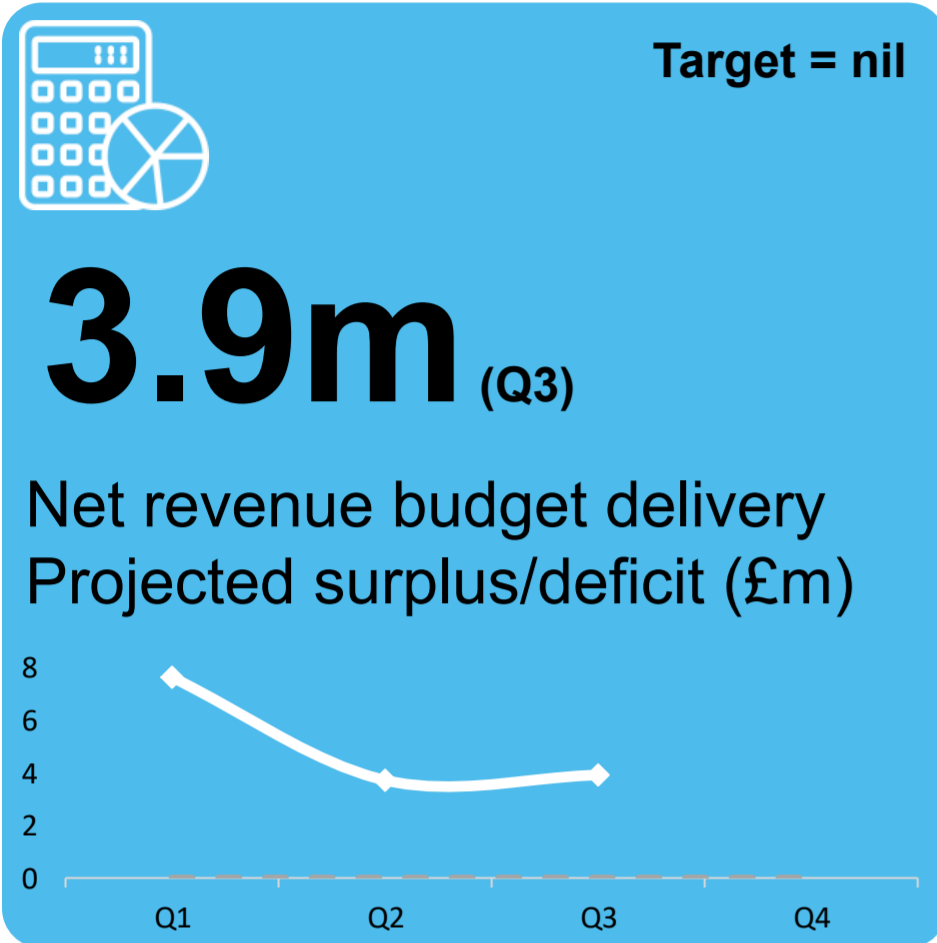 Target = nil
3.9m (Q3)
Net revenue budget delivery
Projected surplus/deficit (£m)
8
6
4
2
0
Q1 Q2 Q3 Q4